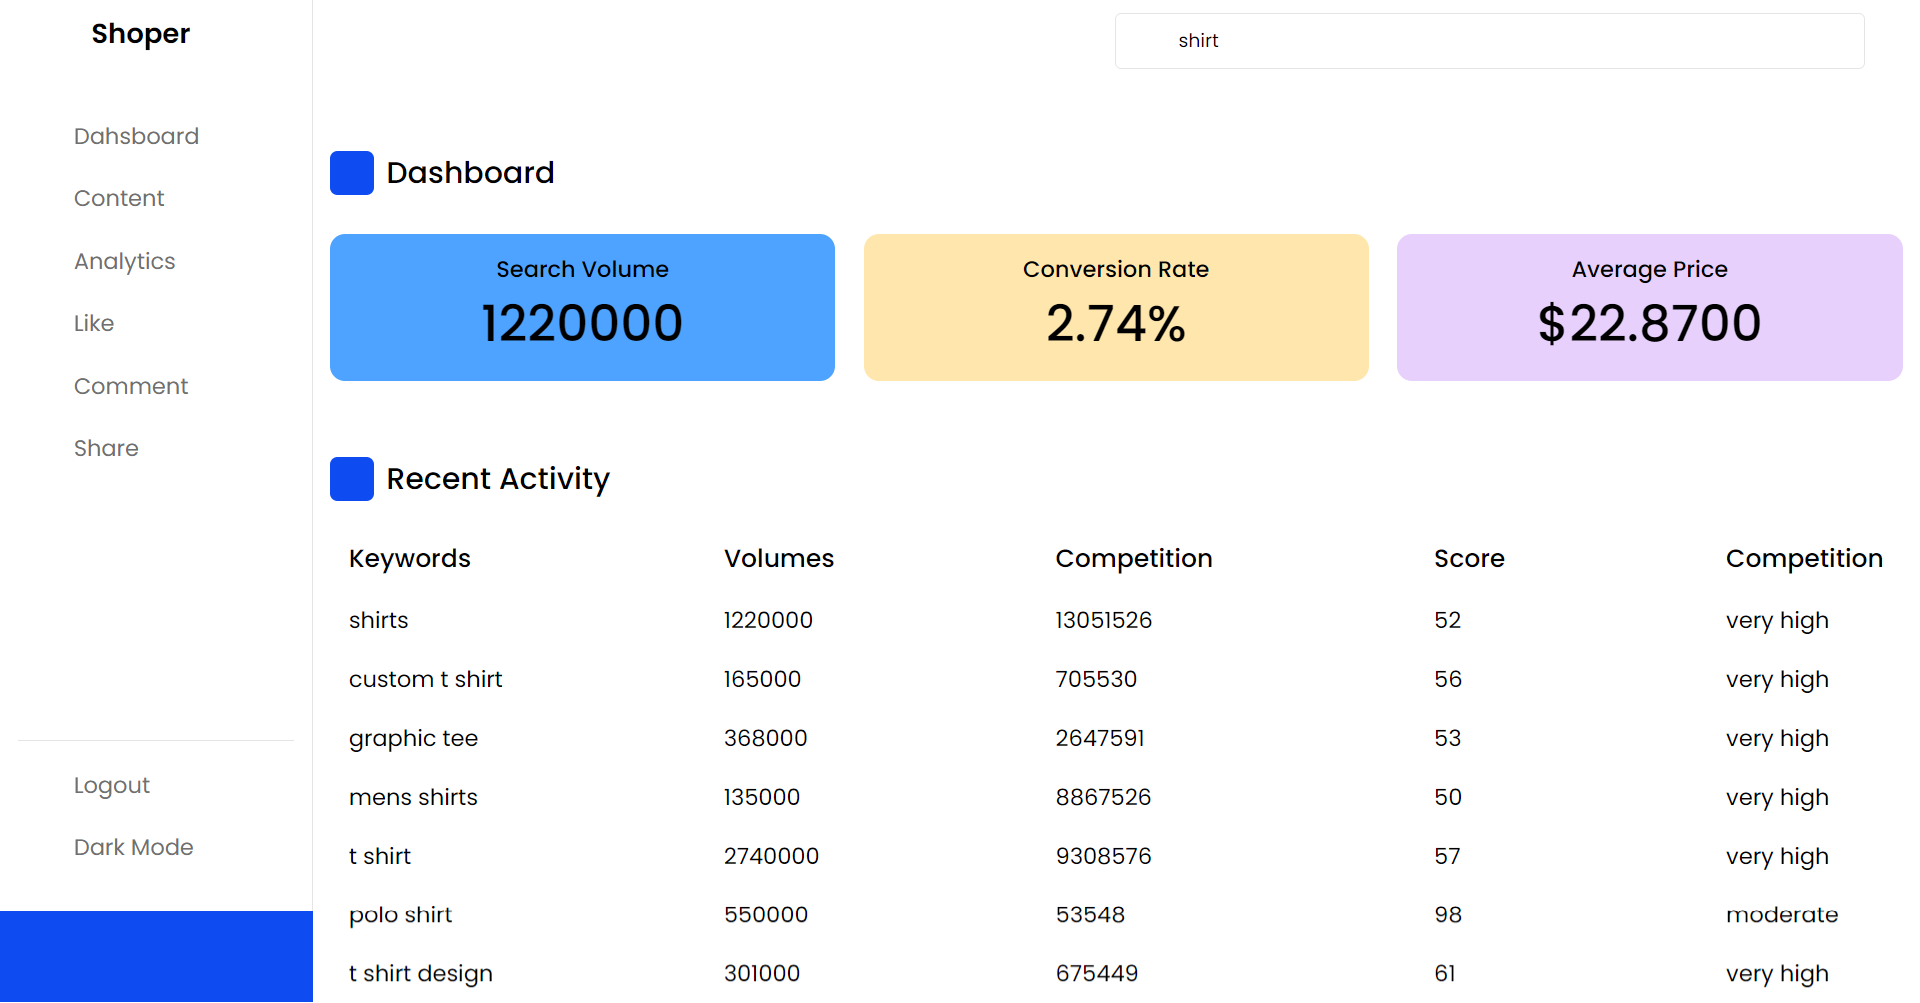 Shoper
shirt
Dahsboard
Content
Analytics
Like
Comment
Share
Logout
Dark Mode
Dashboard
Search Volume
1220000
Conversion Rate
2.74%
Average Price
$22.8700
Recent Activity
Keywords Volumes Competition Score Competition
shirts 1220000 13051526 52 very high
custom t shirt 165000 705530 56 very high
graphic tee 368000 2647591 53 very high
mens shirts 135000 8867526 50 very high
t shirt 2740000 9308576 57 very high
polo shirt 550000 53548 98 moderate
t shirt design 301000 675449 61 very high